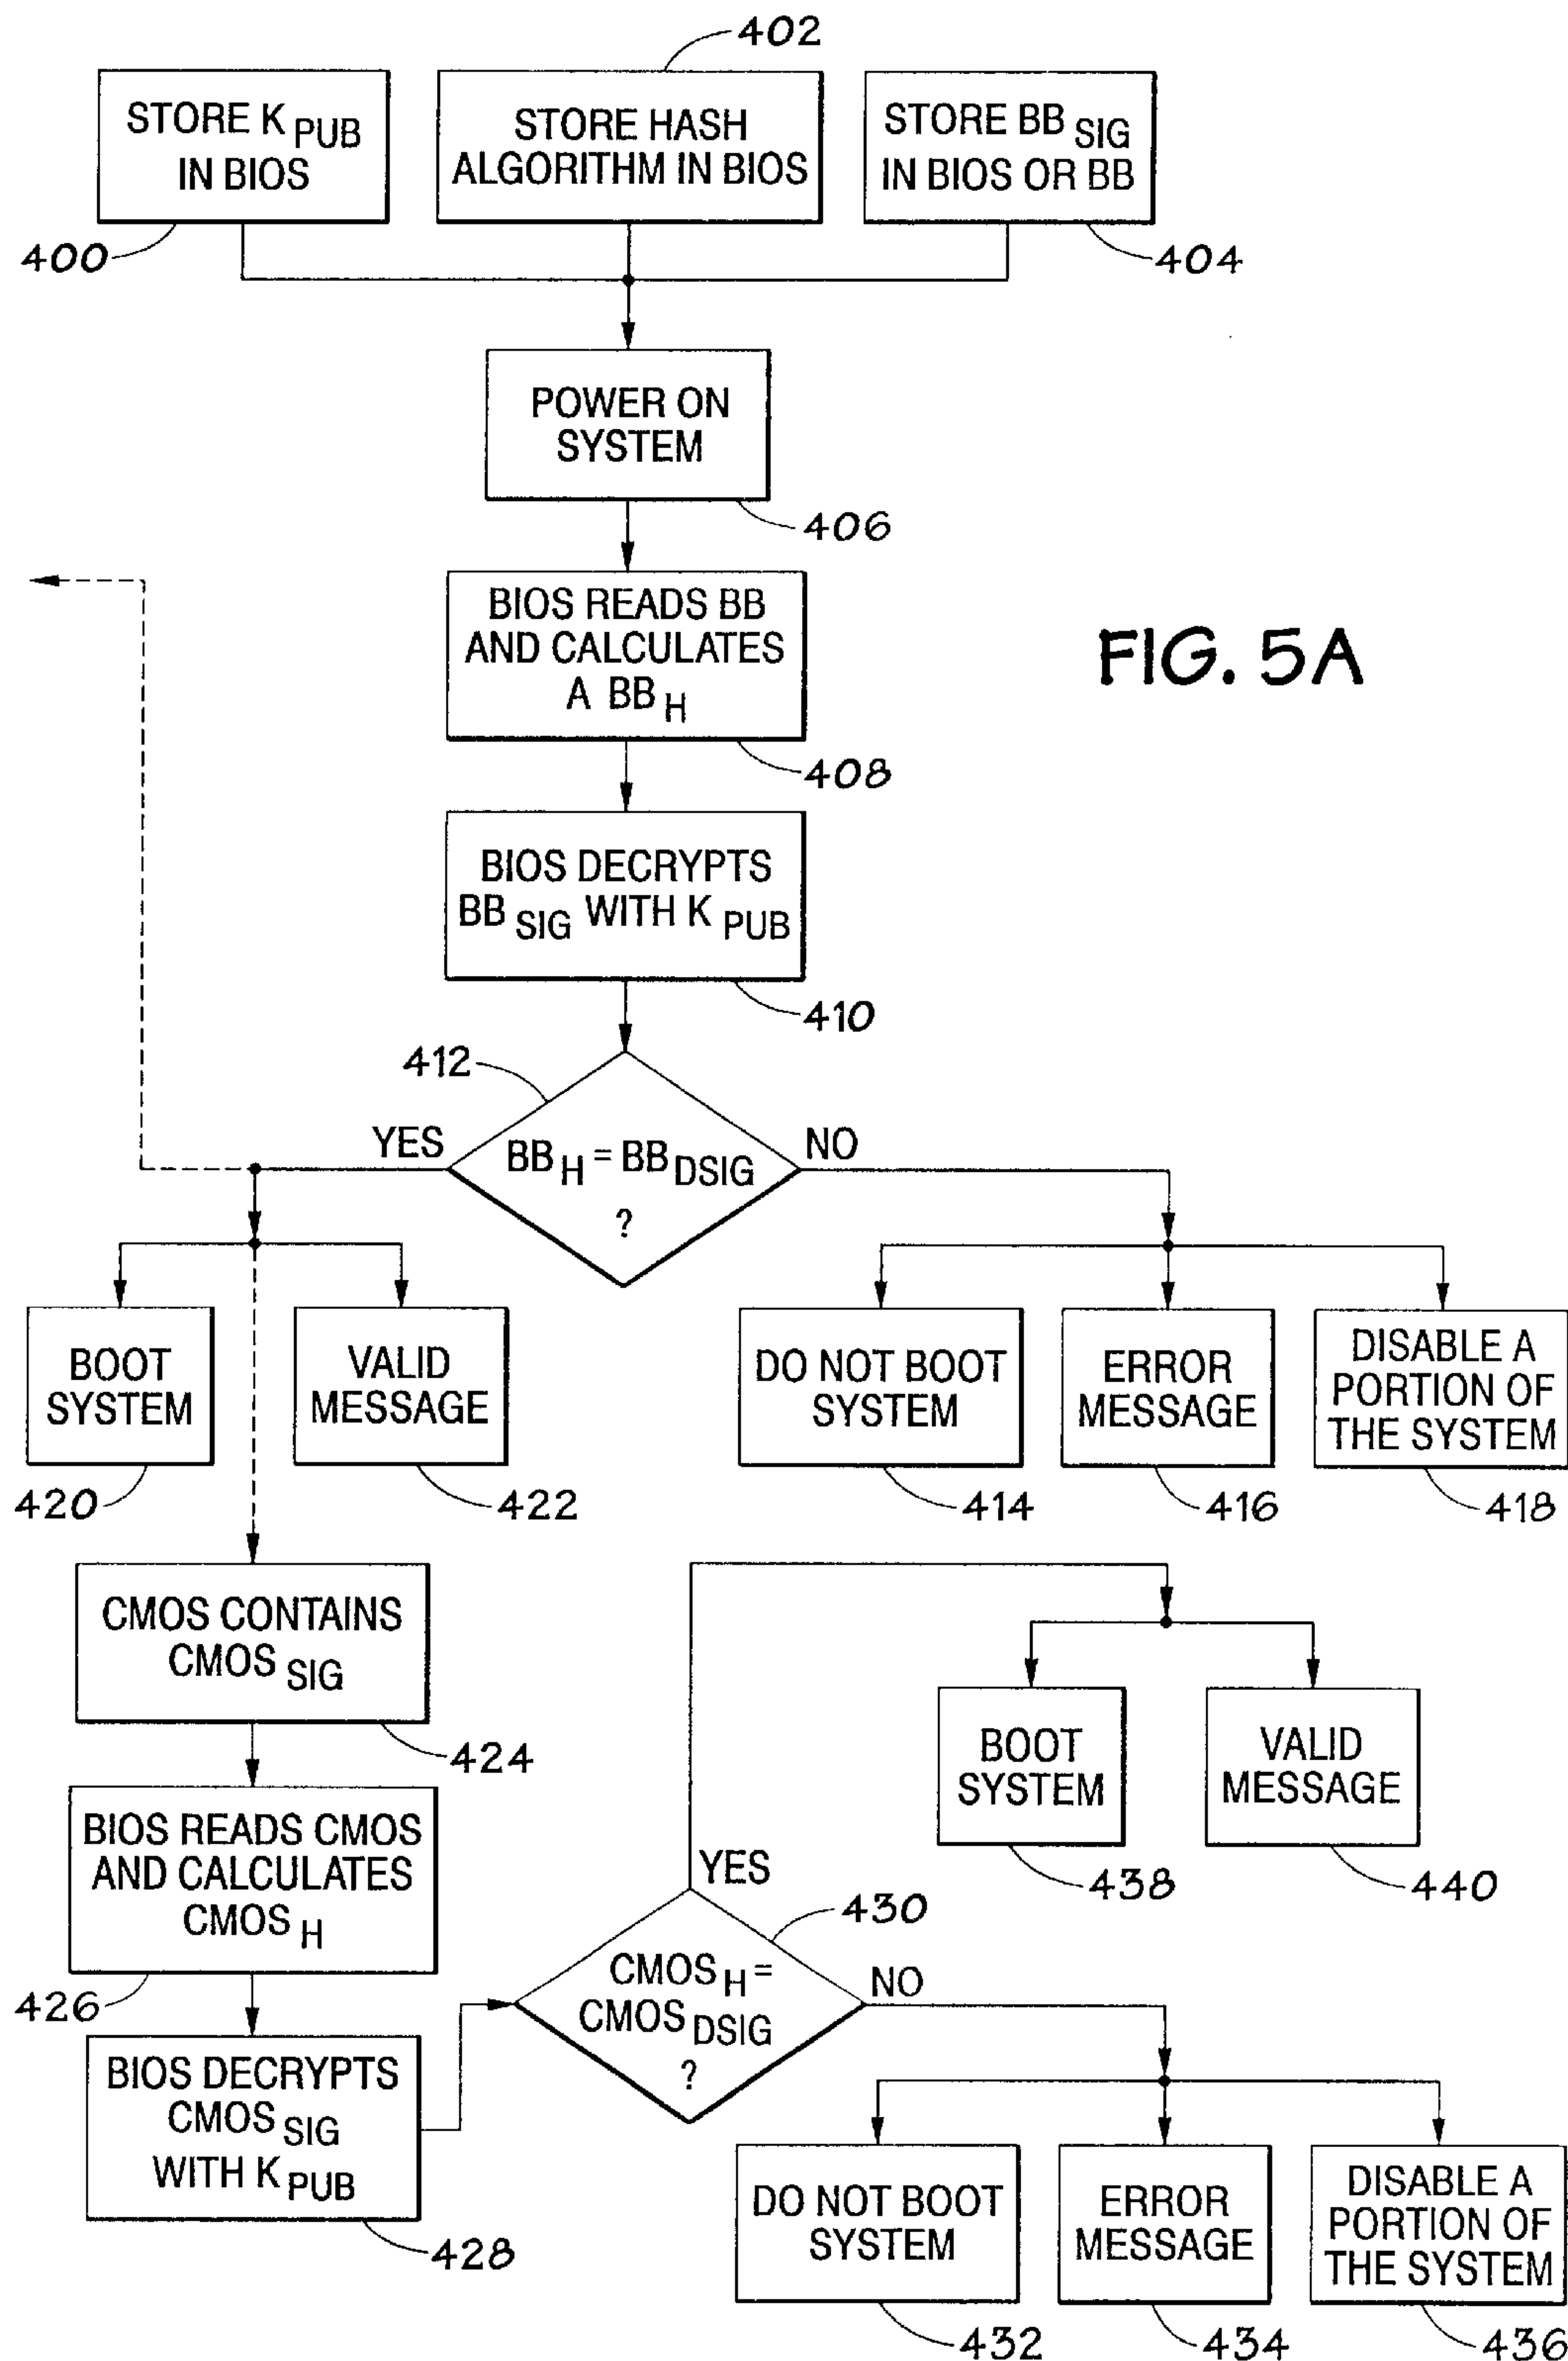 402
STORE K PUB
IN BIOS
STORE HASH
ALGORITHM IN BIOS
STORE BB SIG
IN BIOS OR BB
400
404
POWER ON
SYSTEM
406
BIOS READS BB
AND CALCULATES
A BB H
408
FIG. 5A
BIOS DECRYPTS
BB SIG WITH K PUB
410
412
YES
BB H = BB DSIG
?
NO
BOOT
SYSTEM
VALID
MESSAGE
DO NOT BOOT
SYSTEM
ERROR
MESSAGE
DISABLE A
PORTION OF
THE SYSTEM
420
422
414
416
418
CMOS CONTAINS
CMOS SIG
424
BOOT
SYSTEM
VALID
MESSAGE
438
440
BIOS READS CMOS
AND CALCULATES
CMOS H
426
YES
430
CMOS H =
CMOS DSIG
?
NO
BIOS DECRYPTS
CMOS SIG
WITH K PUB
428
DO NOT BOOT
SYSTEM
ERROR
MESSAGE
DISABLE A
PORTION OF
THE SYSTEM
432
434
436